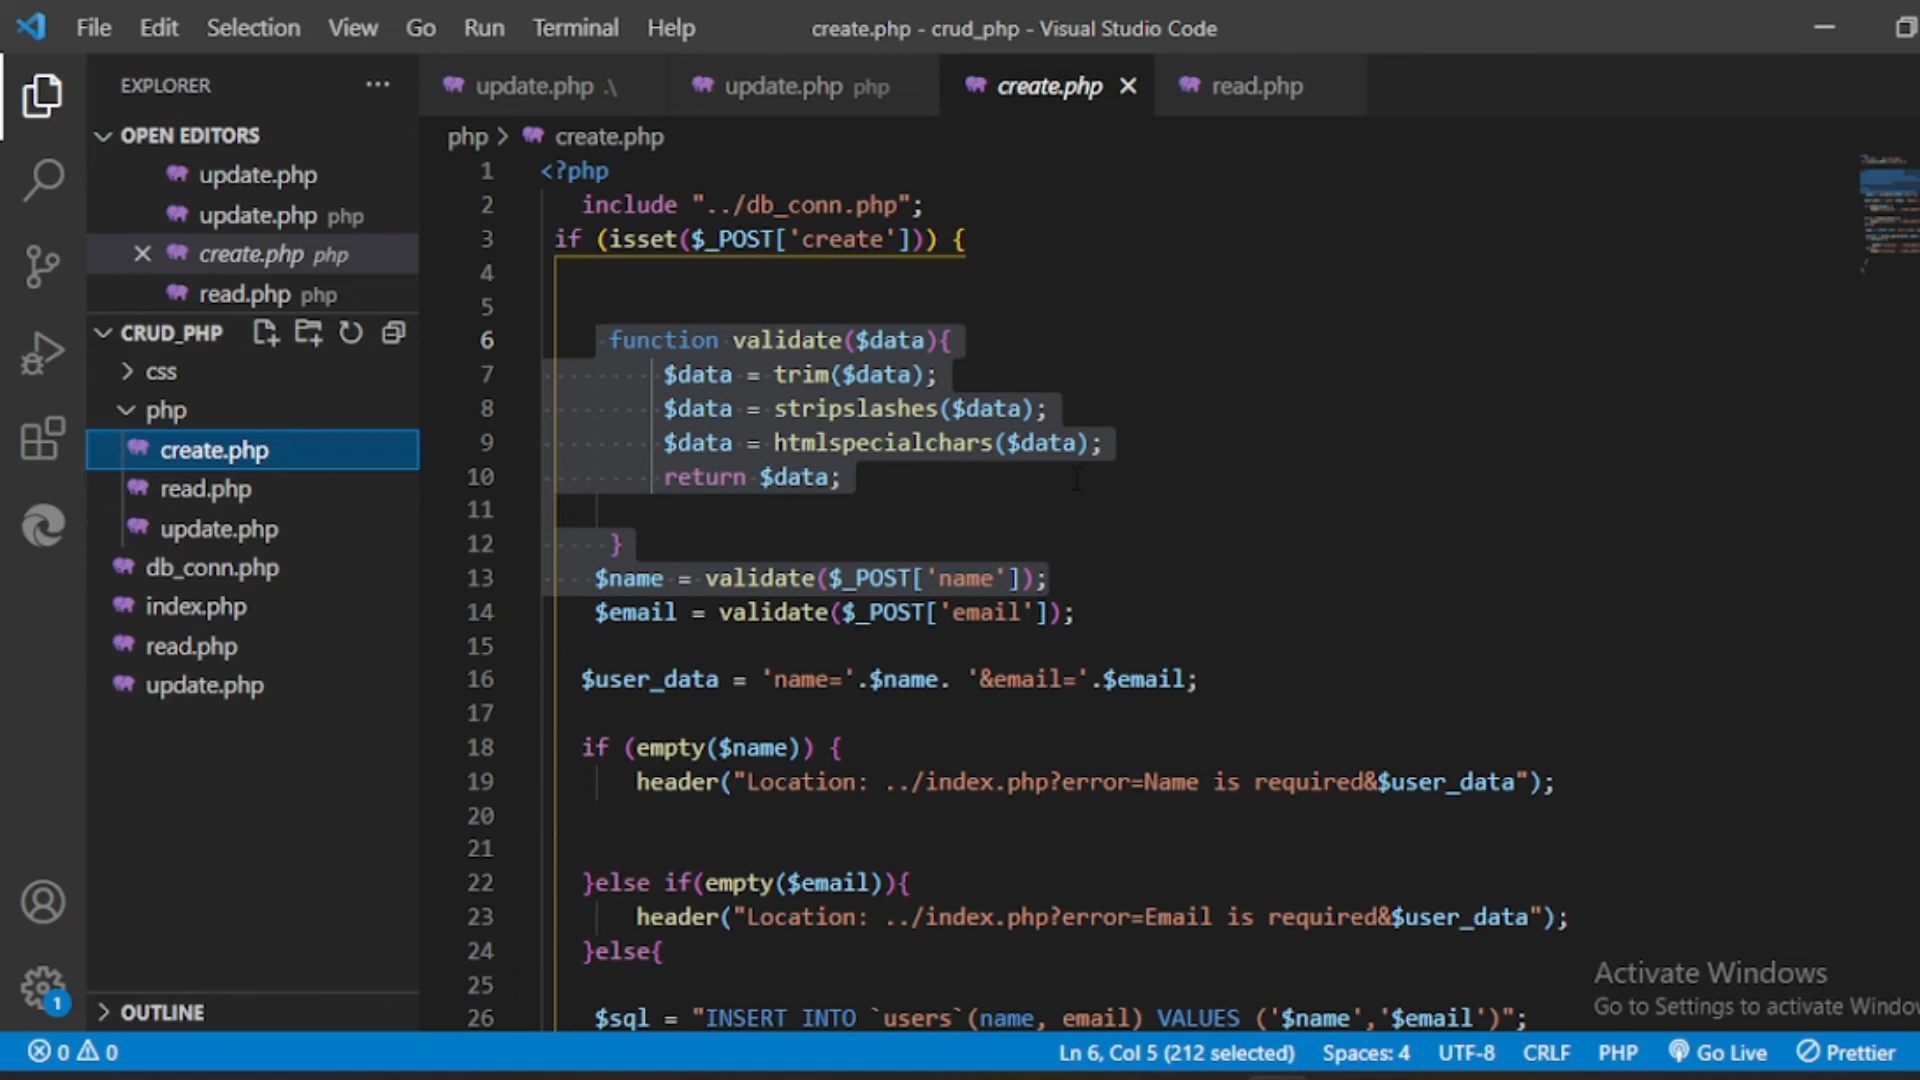 File Edit Selection View Go Run Terminal Help create.php - crud_php - Visual Studio Code
EXPLORER
OPEN EDITORS
update.php
update.php php
create.php php
read.php php
CRUD_PHP
css
php
create.php
read.php
update.php
db_conn.php
index.php
read.php
update.php
OUTLINE
update.php .\ update.php php create.php read.php
php > create.php
1 <?php
2 include "../db_conn.php";
3 if (isset($_POST['create'])) {
4
5
6 function validate($data){
7 $data = trim($data);
8 $data = stripslashes($data);
9 $data = htmlspecialchars($data);
10 return $data;
11
12 }
13 $name = validate($_POST['name']);
14 $email = validate($_POST['email']);
15
16 $user_data = 'name='.$name. '&email='.$email;
17
18 if (empty($name)) {
19 header("Location: ../index.php?error=Name is required&$user_data");
20
21
22 }else if(empty($email)){
23 header("Location: ../index.php?error=Email is required&$user_data");
24 }else{
25
26 $sql = "INSERT INTO `users`(name, email) VALUES ('$name','$email')";
Activate Windows
Go to Settings to activate Windo
1
0 0 Ln 6, Col 5 (212 selected) Spaces: 4 UTF-8 CRLF PHP Go Live Prettier